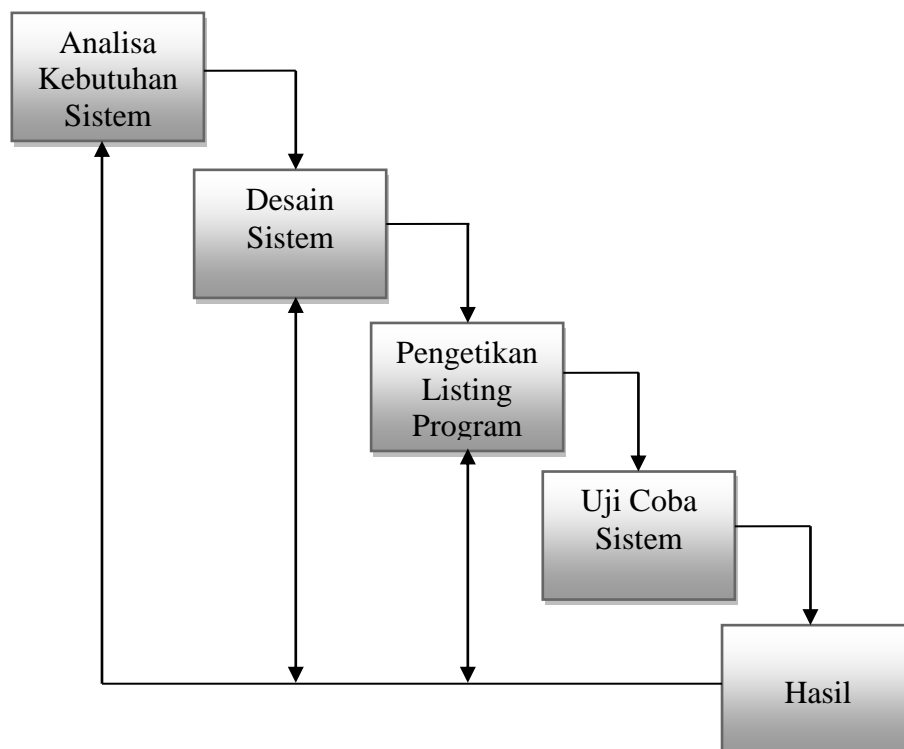 Analisa
Kebutuhan
Sistem
Desain
Sistem
Pengetikan
Listing
Program
Uji Coba
Sistem
Hasil